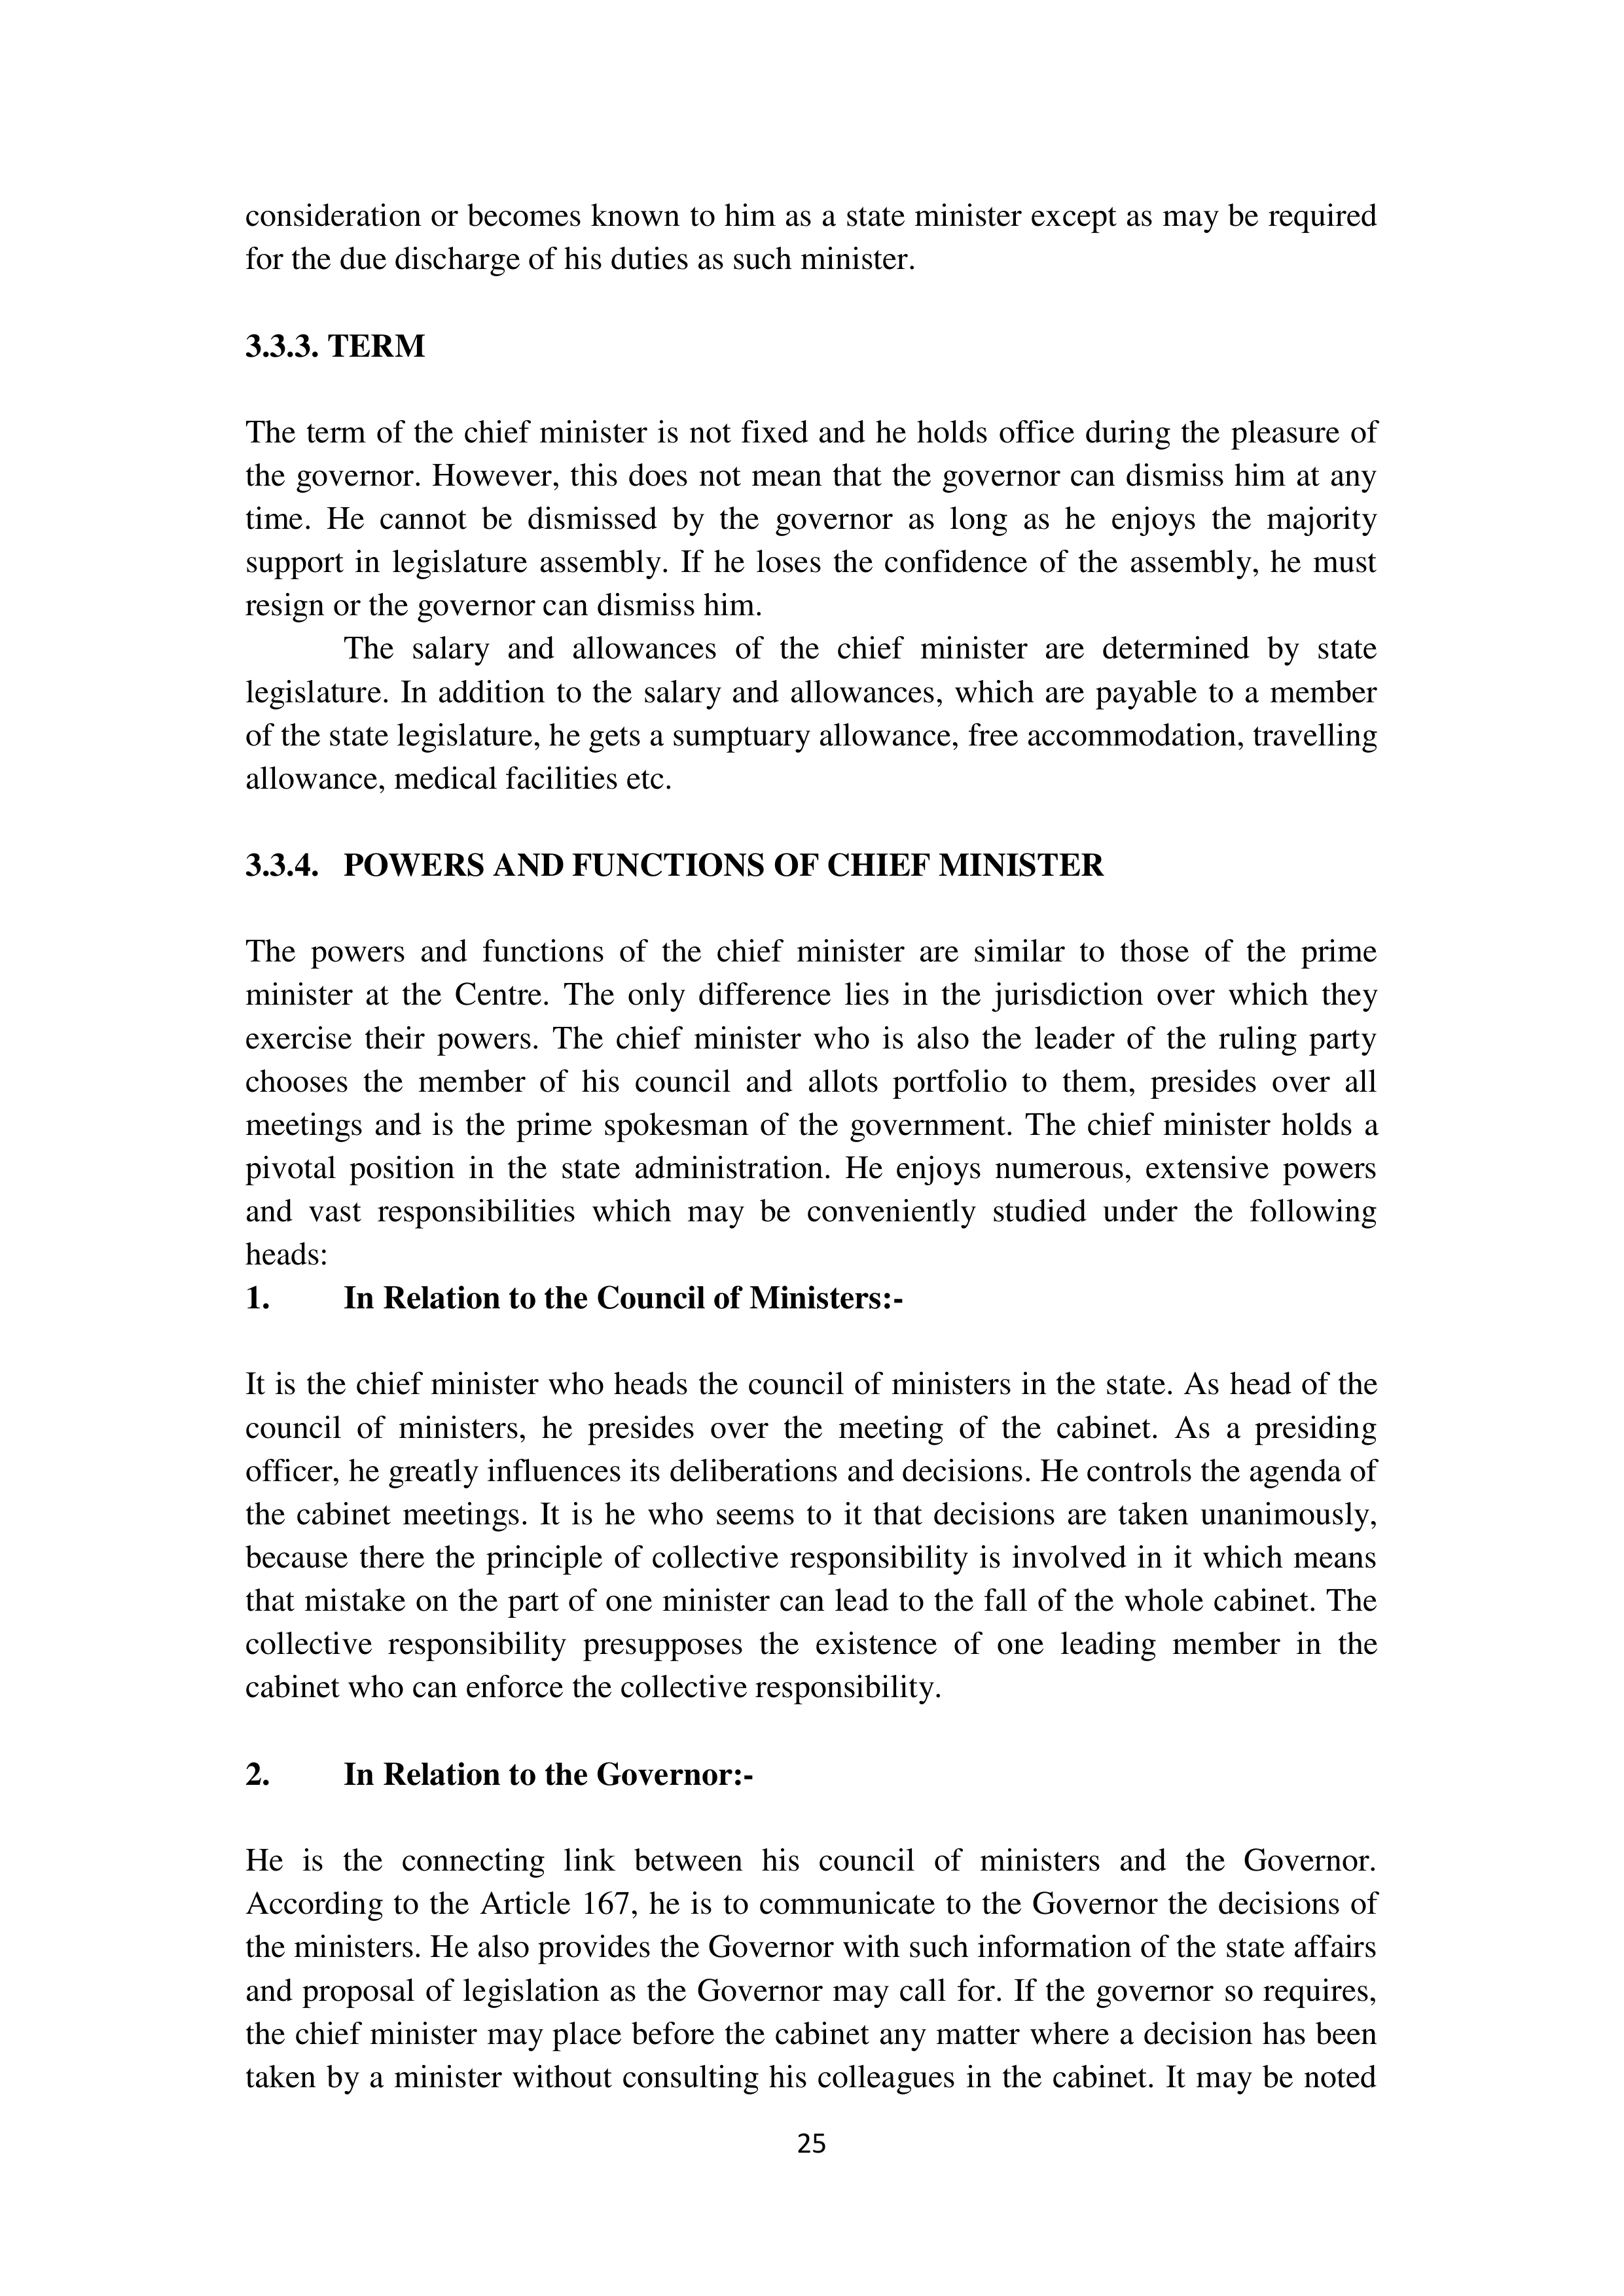 consideration or becomes known to him as a state minister except as may be required
for the due discharge of his duties as such minister.
3.3.3. TERM
The term of the chief minister is not fixed and he holds office during the pleasure of
the governor. However, this does not mean that the governor can dismiss him at any
time. He cannot be dismissed by the governor as long as he enjoys the majority
support in legislature assembly. If he loses the confidence of the assembly, he must
resign or the governor can dismiss him.
The salary and allowances of the chief minister are determined by state
legislature. In addition to the salary and allowances, which are payable to a member
of the state legislature, he gets a sumptuary allowance, free accommodation, travelling
allowance, medical facilities etc.
3.3.4. POWERS AND FUNCTIONS OF CHIEF MINISTER
The powers and functions of the chief minister are similar to those of the prime
minister at the Centre. The only difference lies in the jurisdiction over which they
exercise their powers. The chief minister who is also the leader of the ruling party
chooses the member of his council and allots portfolio to them, presides over all
meetings and is the prime spokesman of the government. The chief minister holds a
pivotal position in the state administration. He enjoys numerous, extensive powers
and vast responsibilities which may be conveniently studied under the following
heads:
1. In Relation to the Council of Ministers:-
It is the chief minister who heads the council of ministers in the state. As head of the
council of ministers, he presides over the meeting of the cabinet. As a presiding
officer, he greatly influences its deliberations and decisions. He controls the agenda of
the cabinet meetings. It is he who seems to it that decisions are taken unanimously,
because there the principle of collective responsibility is involved in it which means
that mistake on the part of one minister can lead to the fall of the whole cabinet. The
collective responsibility presupposes the existence of one leading member in the
cabinet who can enforce the collective responsibility.
2. In Relation to the Governor:-
He is the connecting link between his council of ministers and the Governor.
According to the Article 167, he is to communicate to the Governor the decisions of
the ministers. He also provides the Governor with such information of the state affairs
and proposal of legislation as the Governor may call for. If the governor so requires,
the chief minister may place before the cabinet any matter where a decision has been
taken by a minister without consulting his colleagues in the cabinet. It may be noted
25